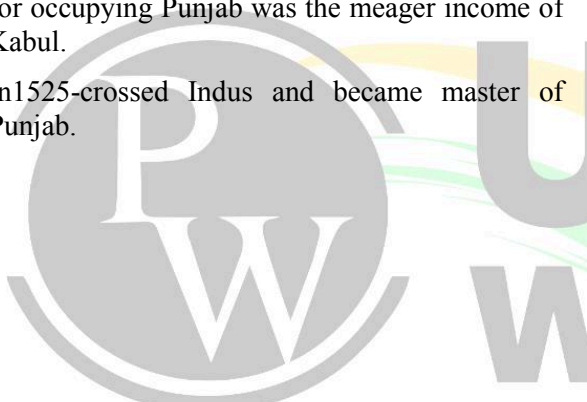 or occupying Punjab was the meager income of
Kabul.
n1525-crossed Indus and became master of
Punjab.
P
W
U
W